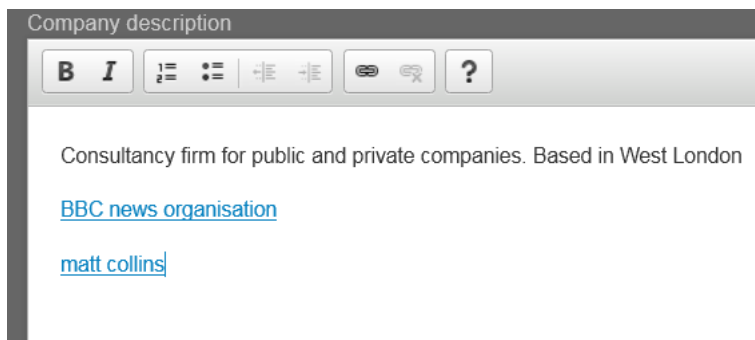 Company description
B I ?
Consultancy firm for public and private companies. Based in West London
BBC news organisation
matt collins